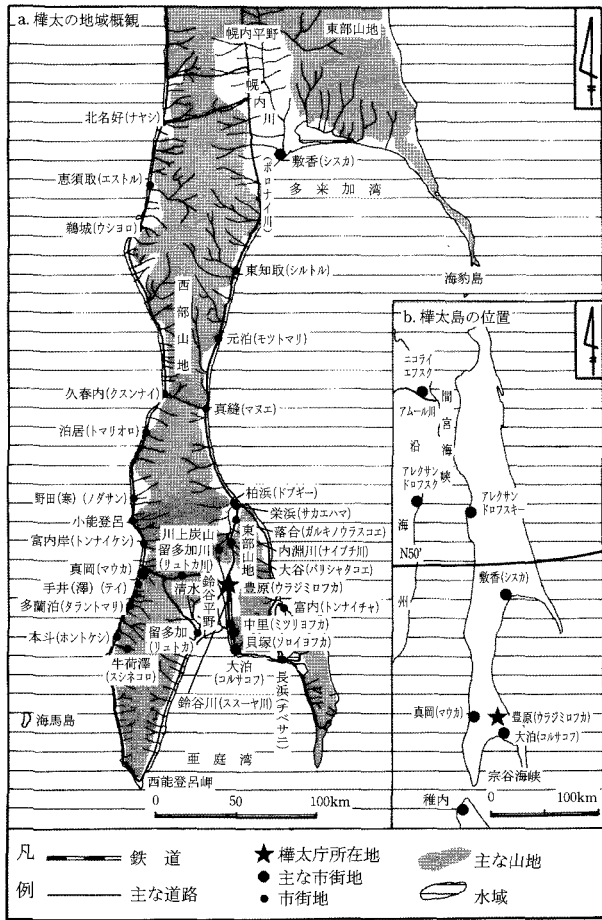 a. 樺太の地域概観
幌内平野
東部山地
幌内川
(ポロナイ川)
北名好(ナヤシ)
敷香(シスカ)
恵須取(エストル)
多来加湾
鵜城(ウショロ)
東知取(シルトル)
海豹島
西部山地
元泊(モツトマリ)
久春内(クスンナイ)
真縫(マヌエ)
泊居(トマリオロ)
柏浜(ドブギー)
野田(寒)(ノダサン)
栄浜(サカエハマ)
小能登呂
川上炭山
東部山地
落合(ガルキノウラスコエ)
富内岸(トンナイケシ)
留多加川
(リュトカ川)
内淵川(ナイブチ川)
真岡(マウカ)
鈴谷平野
大谷(バリシャタコエ)
手井(澤)(テイ)
清水
豊原(ウラジミロフカ)
多蘭泊(タラントマリ)
富内(トンナイチャ)
留多加
(リュトカ)
中里(ミツリョフカ)
本斗(ホントケシ)
貝塚(ソロイヨフカ)
牛荷澤
(スシネコロ)
大泊
(コルサコフ)
長浜(チベサニ)
鈴谷川(ススーヤ川)
海馬島
亜庭湾
西能登呂岬
0 50 100km
b. 樺太島の位置
ニコライ
エフスク
アムール川
間宮海峡
沿海州
アレクサン
ドロフスク
アレクサン
ドロフスキー
N50°
敷香(シスカ)
真岡(マウカ)
豊原(ウラジミロフカ)
大泊(コルサコフ)
宗谷海峡
稚内
0 100km
凡例
鉄道
主な道路
樺太庁所在地
主な市街地
市街地
主な山地
水域